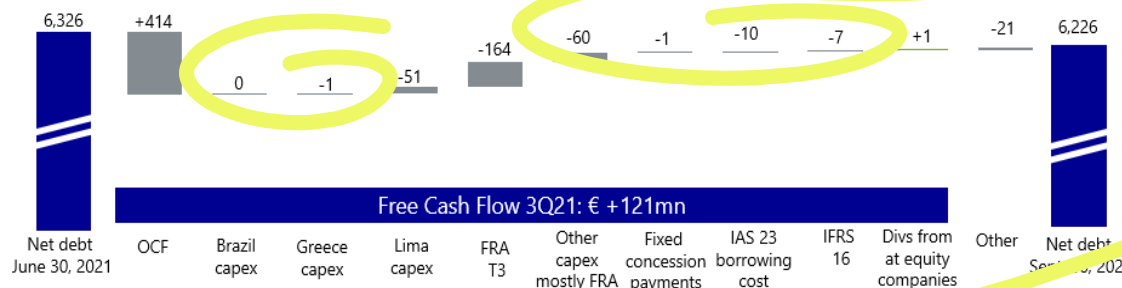 6,326
+414
0
-1
-51
-164
-60
-1
-10
-7
+1
-21
6,226
Free Cash Flow 3Q21: € +121mn
Net debt
June 30, 2021
OCF
Brazil
capex
Greece
capex
Lima
capex
FRA
T3
Other
capex
mostly FRA
Fixed
concession
payments
IAS 23
borrowing
cost
IFRS
16
Divs from
at equity
companies
Other
Net debt